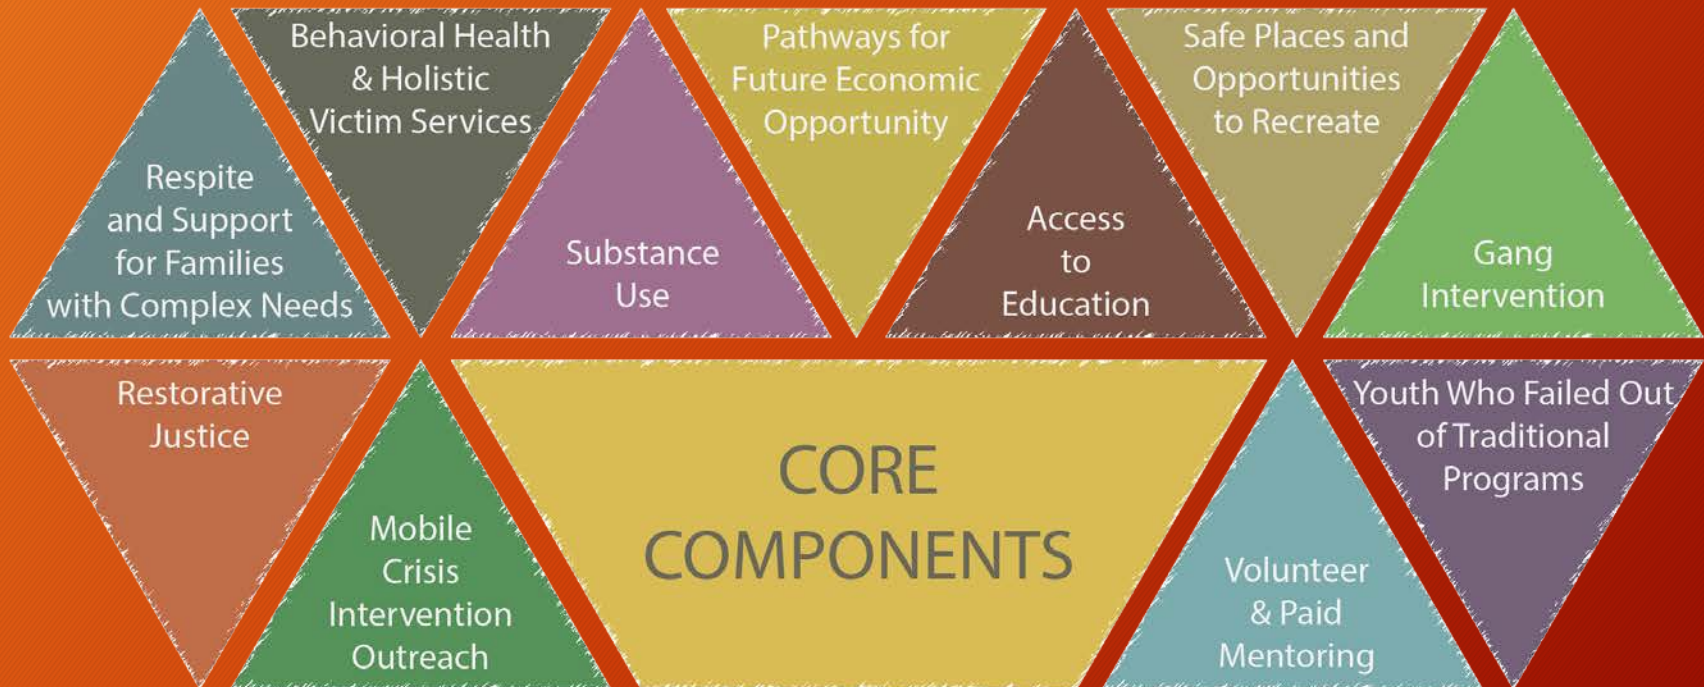 Respite
and Support
for Families
with Complex Needs
Behavioral Health
& Holistic
Victim Services
Substance
Use
Pathways for
Future Economic
Opportunity
Access
to
Education
Safe Places and
Opportunities
to Recreate
Gang
Intervention
Restorative
Justice
Mobile
Crisis
Intervention
Outreach
CORE
COMPONENTS
Volunteer
& Paid
Mentoring
Youth Who Failed Out
of Traditional
Programs